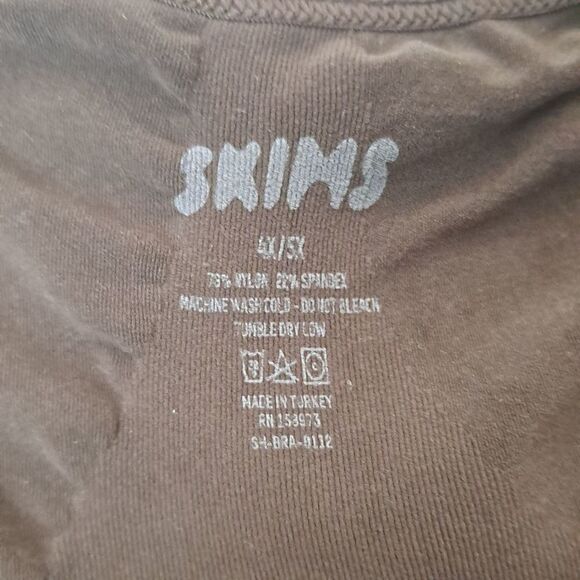 SKIMS
4X/5X
78% NYLON 22% SPANDEX
MACHINE WASH COLD - DO NOT BLEACH
TUMBLE DRY LOW
MADE IN TURKEY
RN 158973
SH-BRA-0112